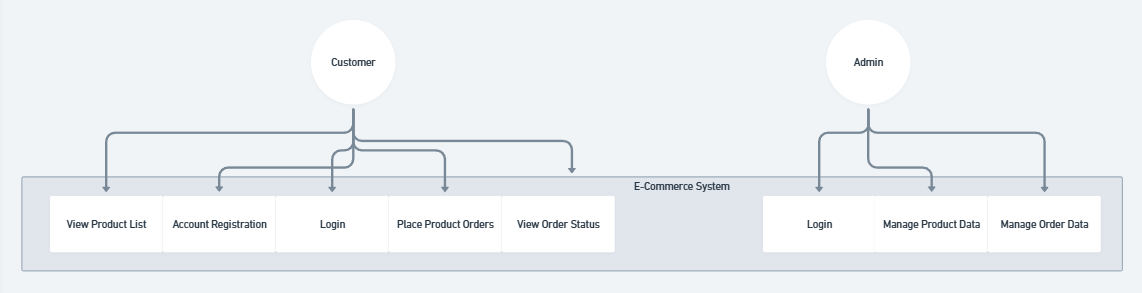 Customer
Admin
E-Commerce System
View Product List
Account Registration
Login
Place Product Orders
View Order Status
Login
Manage Product Data
Manage Order Data